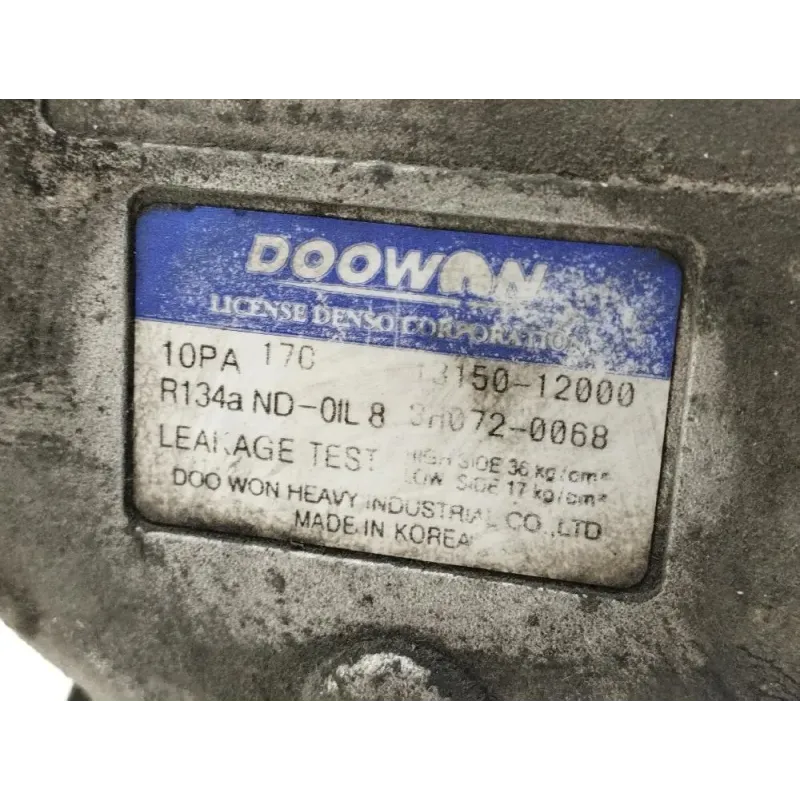 DOOWON
LICENSE DENSO CORPORATION
10PA 17C 13150-12000
R134a ND-OIL 8 3H072-0068
LEAKAGE TEST HIGH SIDE 36 kg/cm²
LOW SIDE 17 kg/cm²
DOO WON HEAVY INDUSTRIAL CO.,LTD
MADE IN KOREA